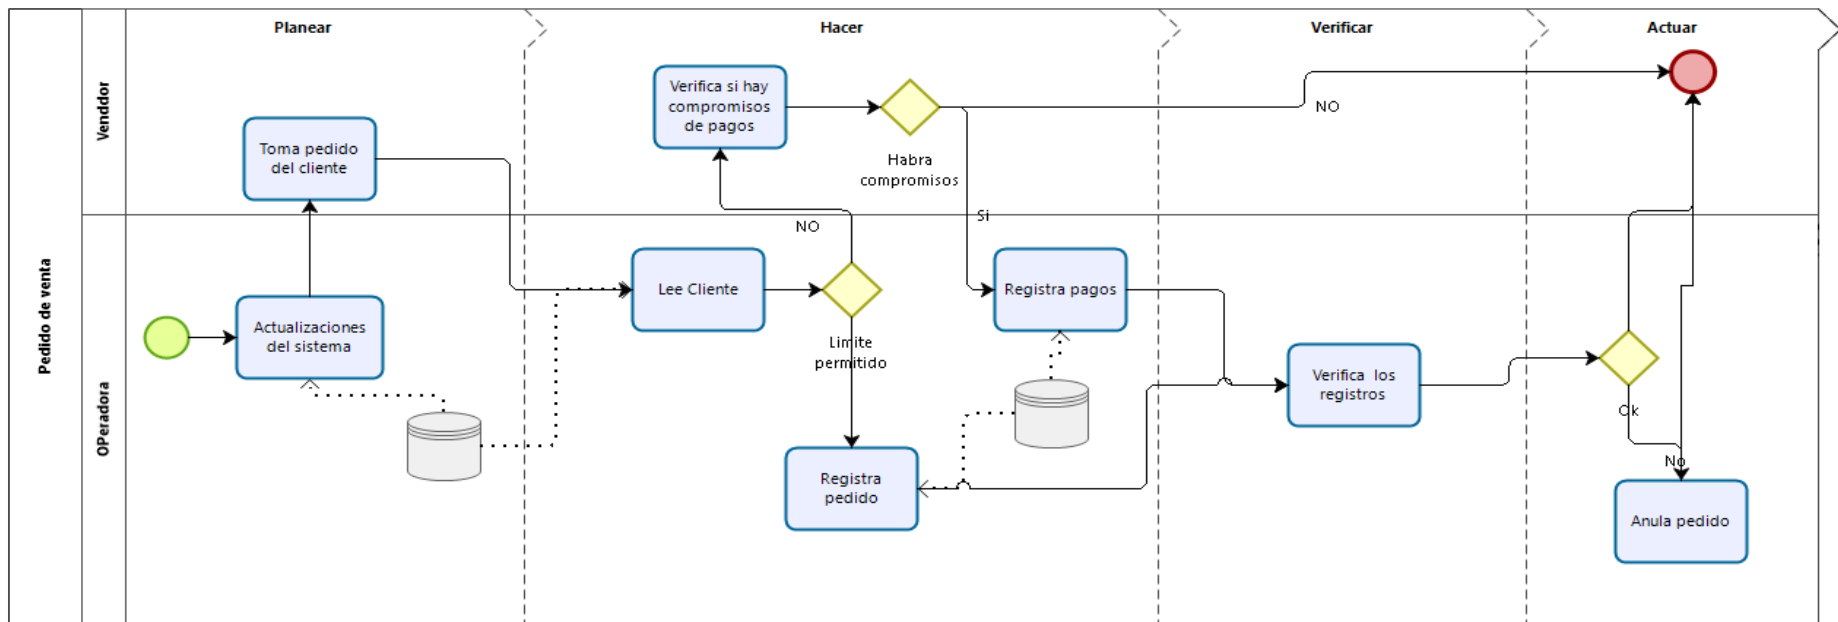 Planear
Hacer
Verificar
Actuar
Pedido de venta
Venddor
OPeradora
Toma pedido
del cliente
Verifica si hay
compromisos
de pagos
Habra
compromisos
NO
Si
NO
Actualizaciones
del sistema
Lee Cliente
Limite
permitido
Registra pagos
Registra
pedido
Verifica los
registros
Ok
No
Anula pedido